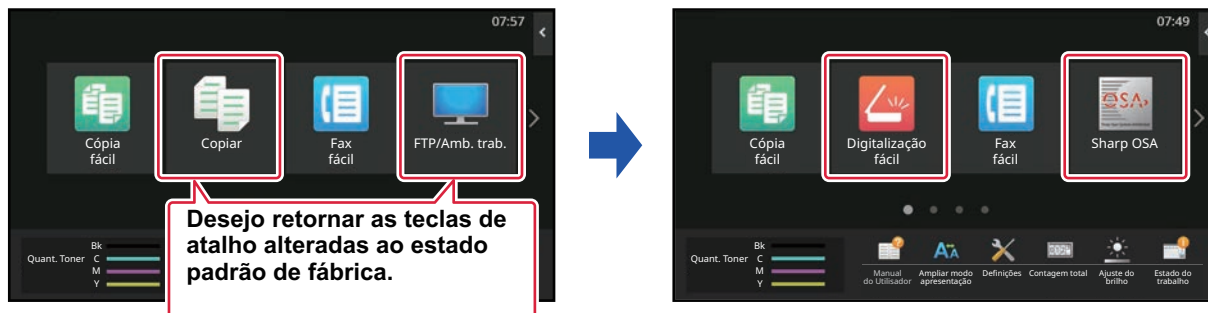 07:57
Cópia
fácil
Copiar
Fax
fácil
FTP/Amb. trab.
Desejo retornar as teclas de
atalho alteradas ao estado
padrão de fábrica.
Quant. Toner
Bk
C
M
Y
07:49
Cópia
fácil
Digitalização
fácil
Fax
fácil
Sharp OSA
Quant. Toner
Bk
C
M
Y
Manual
do Utilisador
Ampliar modo
apresentação
Definições
Contagem total
Ajuste do
brilho
Estado do
trabalho